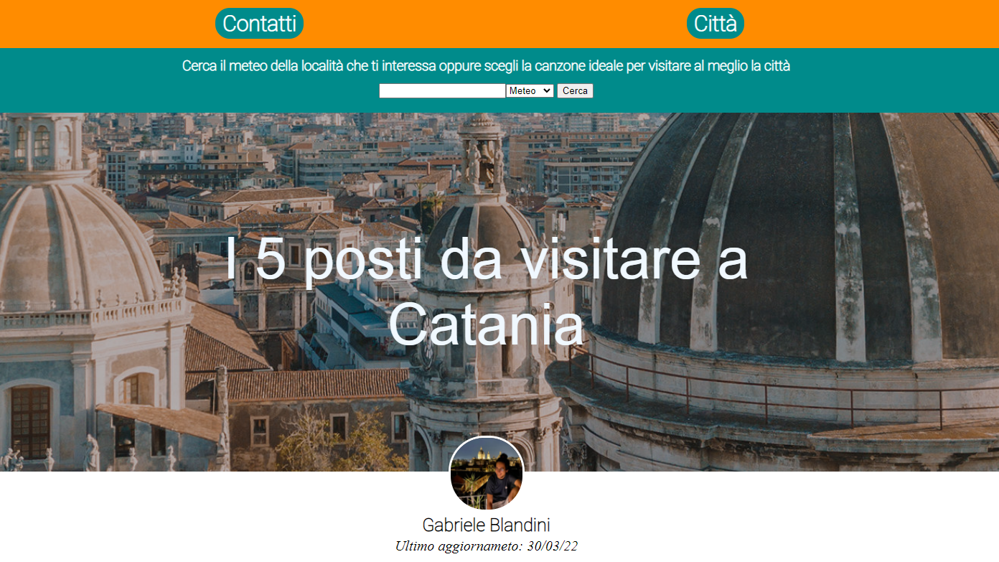 Contatti Città
Cerca il meteo della località che ti interessa oppure scegli la canzone ideale per visitare al meglio la città
Meteo Cerca
I 5 posti da visitare a
Catania
Gabriele Blandini
Ultimo aggiornameto: 30/03/22